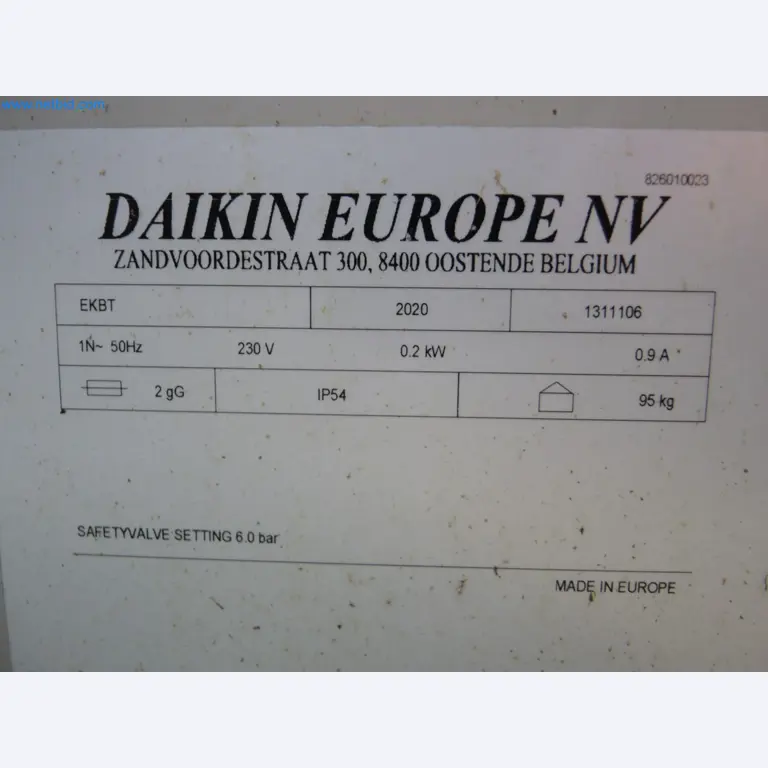 826010023
DAIKIN EUROPE NV
ZANDVOORDESTRAAT 300, 8400 OOSTENDE BELGIUM
EKBT 2020 1311106
1N~ 50Hz 230 V 0.2 kW 0.9 A
2 gG IP54 95 kg
SAFETYVALVE SETTING 6.0 bar
MADE IN EUROPE